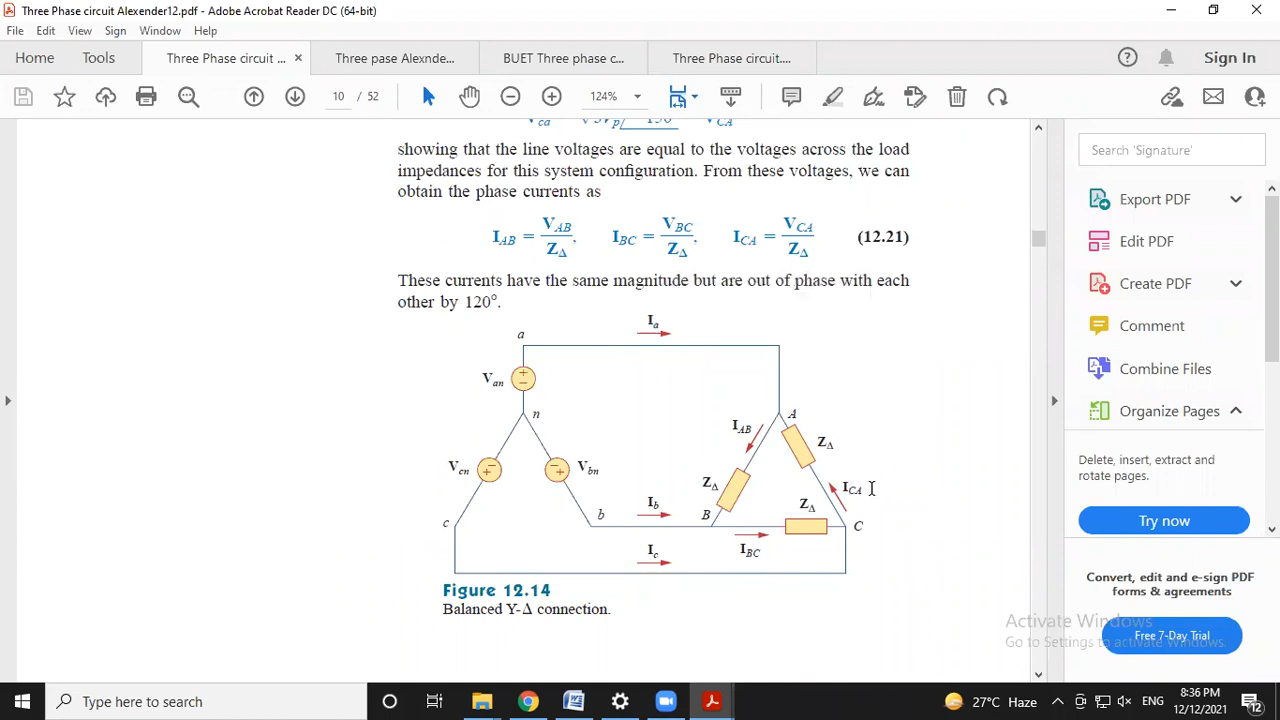 Three Phase circuit Alexender12.pdf - Adobe Acrobat Reader DC (64-bit)
File Edit View Sign Window Help
Home Tools Three Phase circuit ... × Three pase Alexnde... BUET Three phase c... Three Phase circuit.... Sign In
10 / 52 124%
showing that the line voltages are equal to the voltages across the load
impedances for this system configuration. From these voltages, we can
obtain the phase currents as
I_AB = V_AB / Z_Δ, I_BC = V_BC / Z_Δ, I_CA = V_CA / Z_Δ (12.21)
These currents have the same magnitude but are out of phase with each
other by 120°.
I_a
a
V_an + −
n
A
I_AB
Z_Δ
V_cn − + − + V_bn
Z_Δ
I_CA
Z_Δ
c
b
I_b
B
C
I_c
I_BC
Figure 12.14
Balanced Y-Δ connection.
Search 'Signature'
Export PDF
Edit PDF
Create PDF
Comment
Combine Files
Organize Pages
Delete, insert, extract and
rotate pages.
Try now
Convert, edit and e-sign PDF
forms & agreements
Free 7-Day Trial
Activate Windows
Go to Settings to activate Windows.
Type here to search
27°C Haze
ENG
8:36 PM
12/12/2021
12